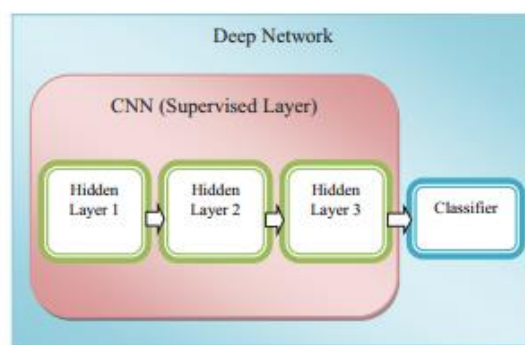 Deep Network
CNN (Supervised Layer)
Hidden
Layer 1
Hidden
Layer 2
Hidden
Layer 3
Classifier